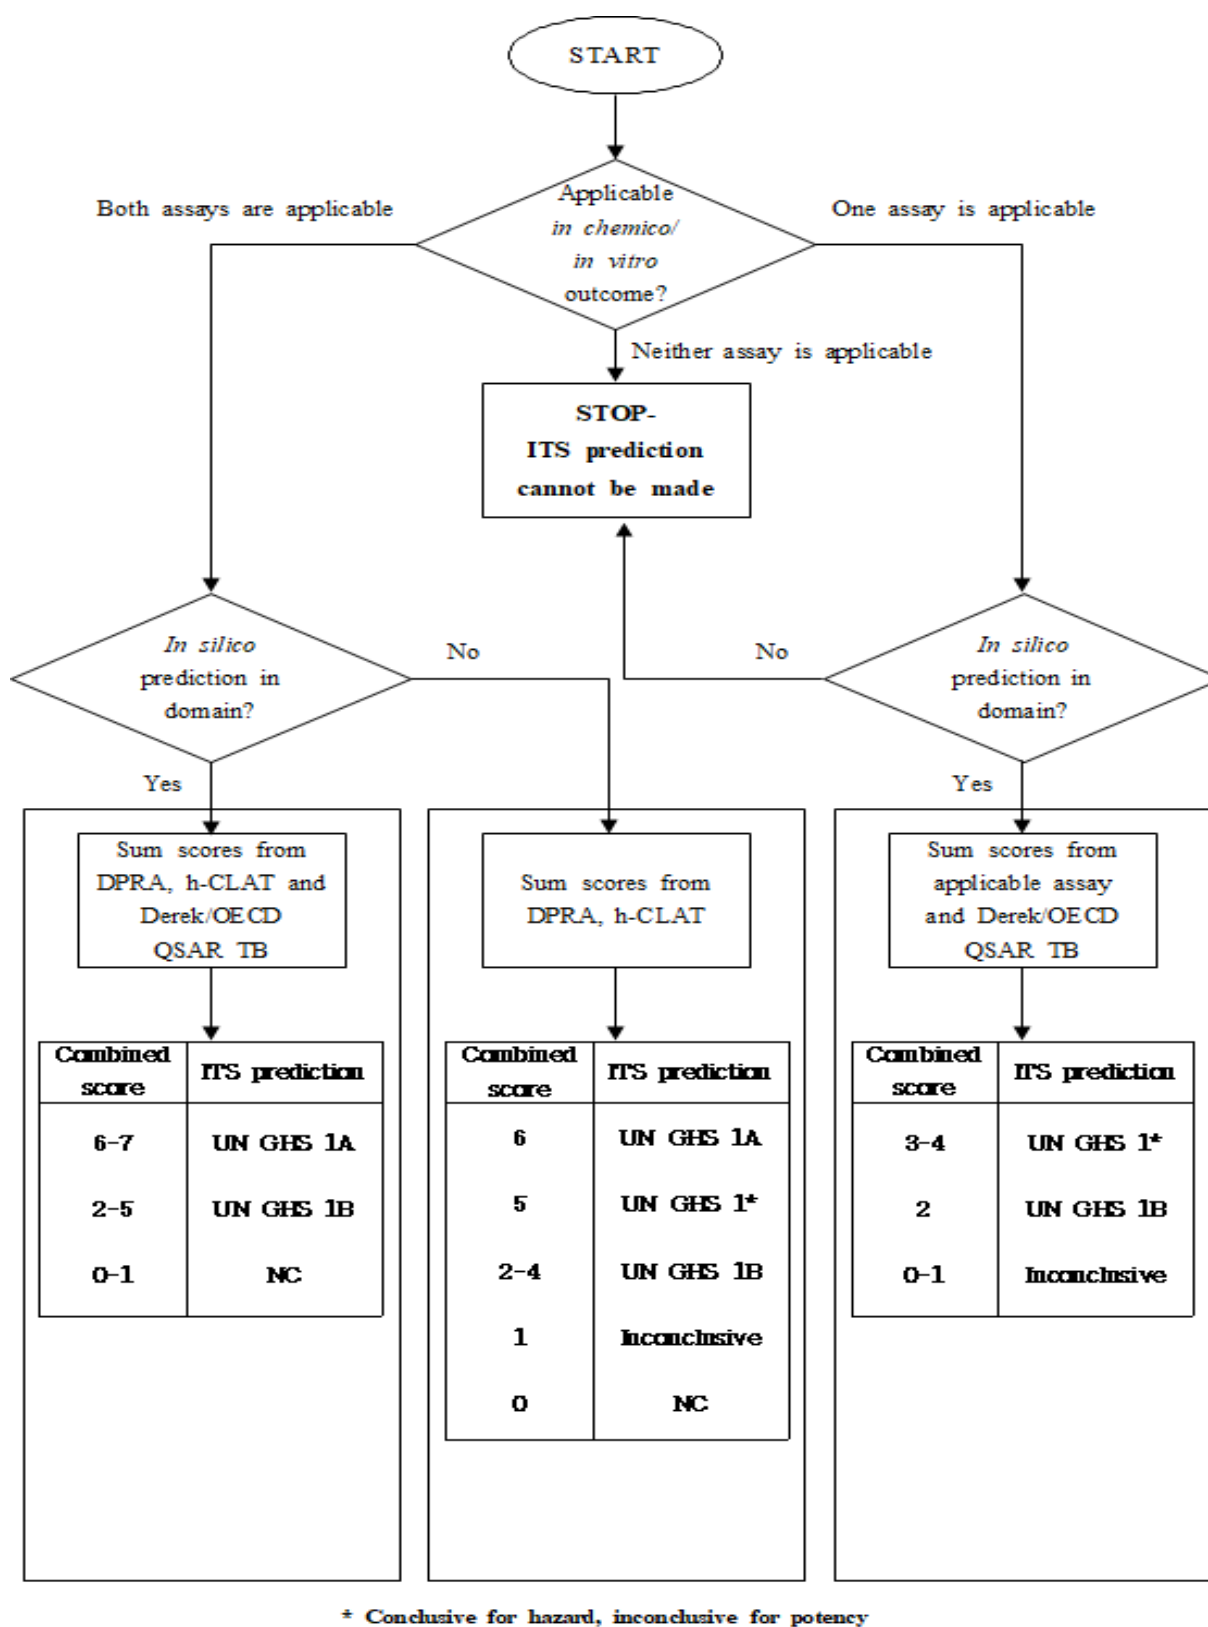 START
Applicable
in chemico/
in vitro
outcome?
Both assays are applicable
One assay is applicable
Neither assay is applicable
STOP-
ITS prediction
cannot be made
In silico
prediction in
domain?
No
No
In silico
prediction in
domain?
Yes
Yes
Sum scores from
DPRA, h-CLAT and
Derek/OECD
QSAR TB
Combined score ITS prediction
6-7 UN GHS 1A
2-5 UN GHS 1B
0-1 NC
Sum scores from
DPRA, h-CLAT
Combined score ITS prediction
6 UN GHS 1A
5 UN GHS 1*
2-4 UN GHS 1B
1 Inconclusive
0 NC
Sum scores from
applicable assay
and Derek/OECD
QSAR TB
Combined score ITS prediction
3-4 UN GHS 1*
2 UN GHS 1B
0-1 Inconclusive
* Conclusive for hazard, inconclusive for potency